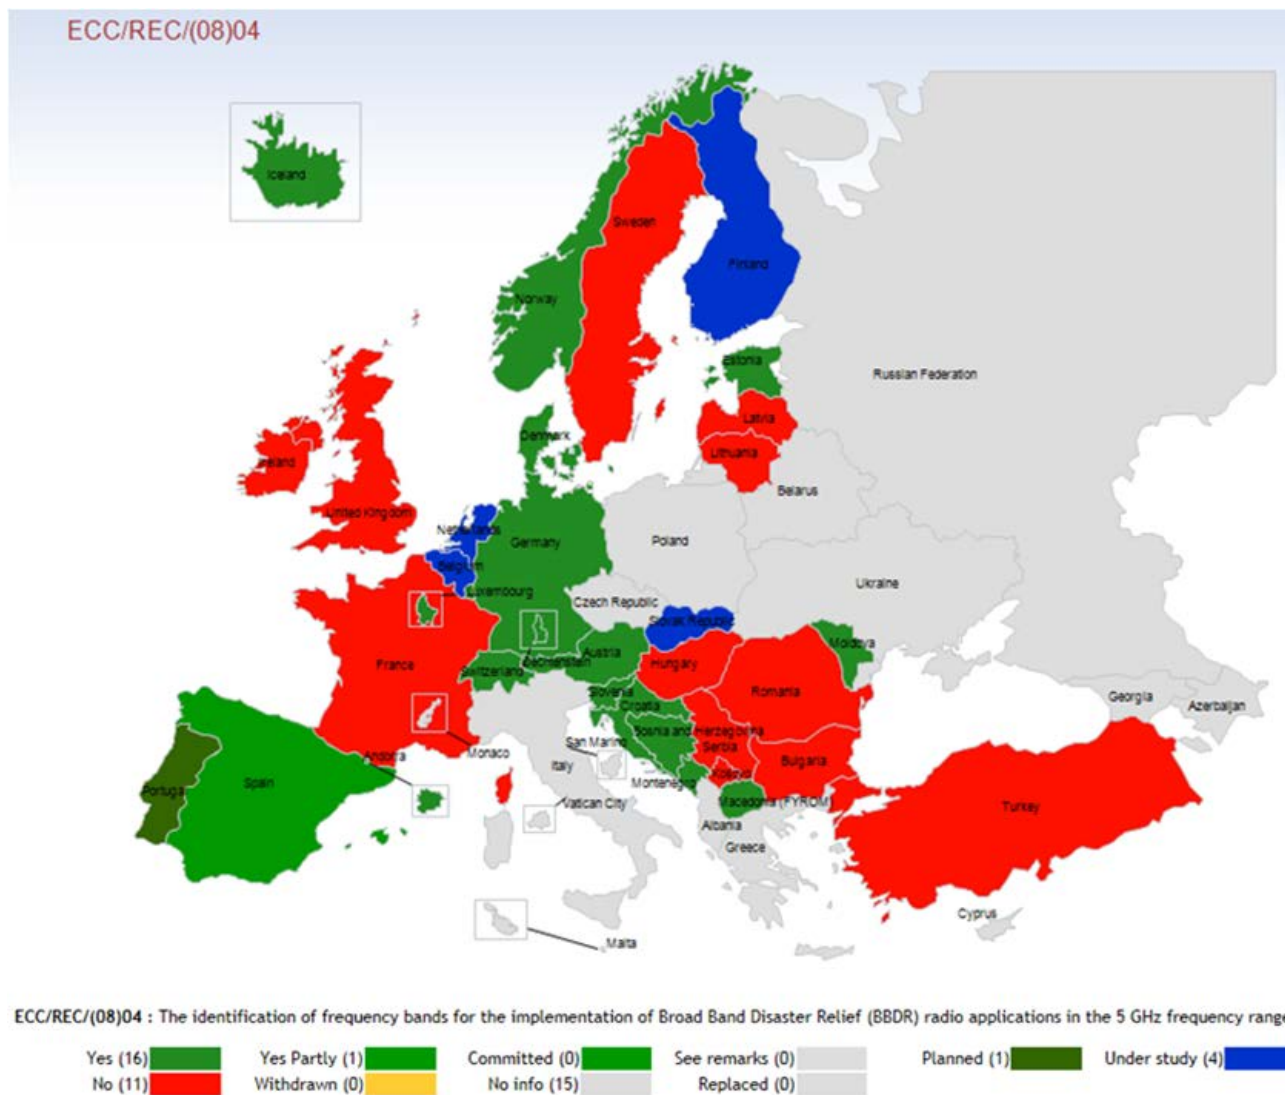 ECC/REC/(08)04
Iceland
Sweden
Finland
Norway
Estonia
Russian Federation
Latvia
Denmark
Lithuania
Ireland
Belarus
United Kingdom
Netherlands
Germany
Poland
Belgium
Ukraine
Luxembourg
Czech Republic
Slovak Republic
Moldova
Austria
France
Switzerland
Liechtenstein
Hungary
Slovenia
Romania
Georgia
Croatia
Azerbaijan
Bosnia and Herzegovina
San Marino
Serbia
Andorra
Monaco
Italy
Bulgaria
Spain
Kosovo
Portugal
Montenegro
Vatican City
Macedonia (FYROM)
Turkey
Albania
Greece
Cyprus
Malta
ECC/REC/(08)04 : The identification of frequency bands for the implementation of Broad Band Disaster Relief (BBDR) radio applications in the 5 GHz frequency range
Yes (16) Yes Partly (1) Committed (0) See remarks (0) Planned (1) Under study (4)
No (11) Withdrawn (0) No info (15) Replaced (0)